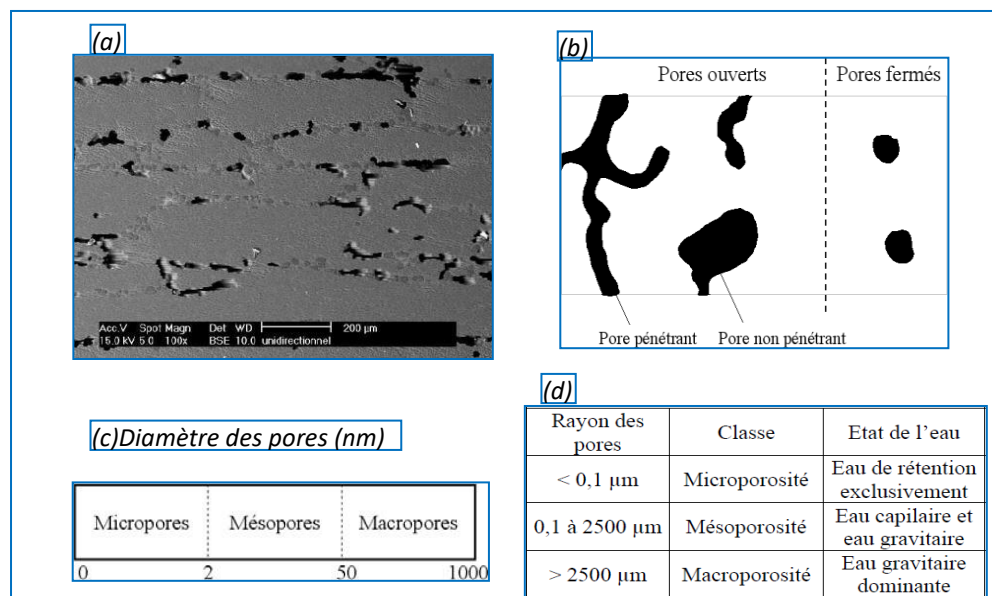 (a)
Acc.V Spot Magn Det WD 200 µm
15.0 kV 5.0 100x BSE 10.0 unidirectionnel
(b)
Pores ouverts Pores fermés
Pore pénétrant Pore non pénétrant
(c)Diamètre des pores (nm)
Micropores Mésopores Macropores
0 2 50 1000
(d)
Rayon des pores Classe Etat de l’eau
< 0,1 µm Microporosité Eau de rétention exclusivement
0,1 à 2500 µm Mésoporosité Eau capilaire et eau gravitaire
> 2500 µm Macroporosité Eau gravitaire dominante